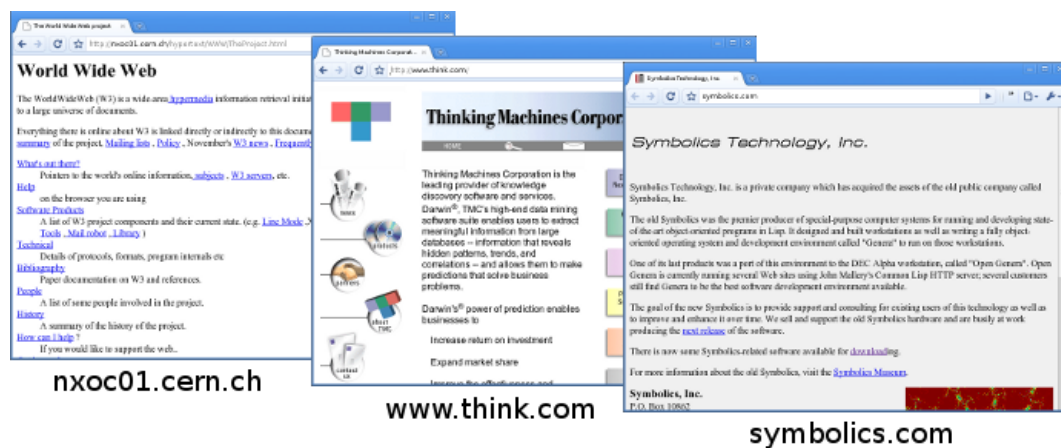 The World Wide Web project
http://nxoc01.cern.ch/hypertext/WWW/TheProject.html
World Wide Web
The WorldWideWeb (W3) is a wide-area hypermedia information retrieval initiat
to a large universe of documents.
Everything there is online about W3 is linked directly or indirectly to this docume
summary of the project, Mailing lists , Policy , November's W3 news , Frequently
What's out there?
Pointers to the world's online information, subjects , W3 servers, etc.
Help
on the browser you are using
Software Products
A list of W3 project components and their current state. (e.g. Line Mode ,X
Tools , Mail robot , Library )
Technical
Details of protocols, formats, program internals etc
Bibliography
Paper documentation on W3 and references.
People
A list of some people involved in the project.
History
A summary of the history of the project.
How can I help ?
If you would like to support the web..
nxoc01.cern.ch
Thinking Machines Corporat...
http://www.think.com/
Thinking Machines Corpor
HOME
news
products
partners
about
TMC
contact
us
Thinking Machines Corporation is the
leading provider of knowledge
discovery software and services.
Darwin®, TMC's high-end data mining
software suite enables users to extract
meaningful information from large
databases -- information that reveals
hidden patterns, trends, and
correlations -- and allows them to make
predictions that solve business
problems.
Darwin's® power of prediction enables
businesses to
Increase return on investment
Expand market share
Improve the effectiveness and
www.think.com
Symbolics Technology, Inc.
symbolics.com
Symbolics Technology, Inc.
Symbolics Technology, Inc. is a private company which has acquired the assets of the old public company called
Symbolics, Inc.
The old Symbolics was the premier producer of special-purpose computer systems for running and developing state-
of-the-art object-oriented programs in Lisp. It designed and built workstations as well as writing a fully object-
oriented operating system and development environment called "Genera" to run on those workstations.
One of its last products was a port of this environment to the DEC Alpha workstation, called "Open Genera". Open
Genera is currently running several Web sites using John Mallery's Common Lisp HTTP server; several customers
still find Genera to be the best software development environment available.
The goal of the new Symbolics is to provide support and consulting for existing users of this technology as well as
to improve and enhance it over time. We sell and support the old Symbolics hardware and are busily at work
producing the next release of the software.
There is now some Symbolics-related software available for downloading.
For more information about the old Symbolics, visit the Symbolics Museum.
Symbolics, Inc.
P.O. Box 10862
symbolics.com